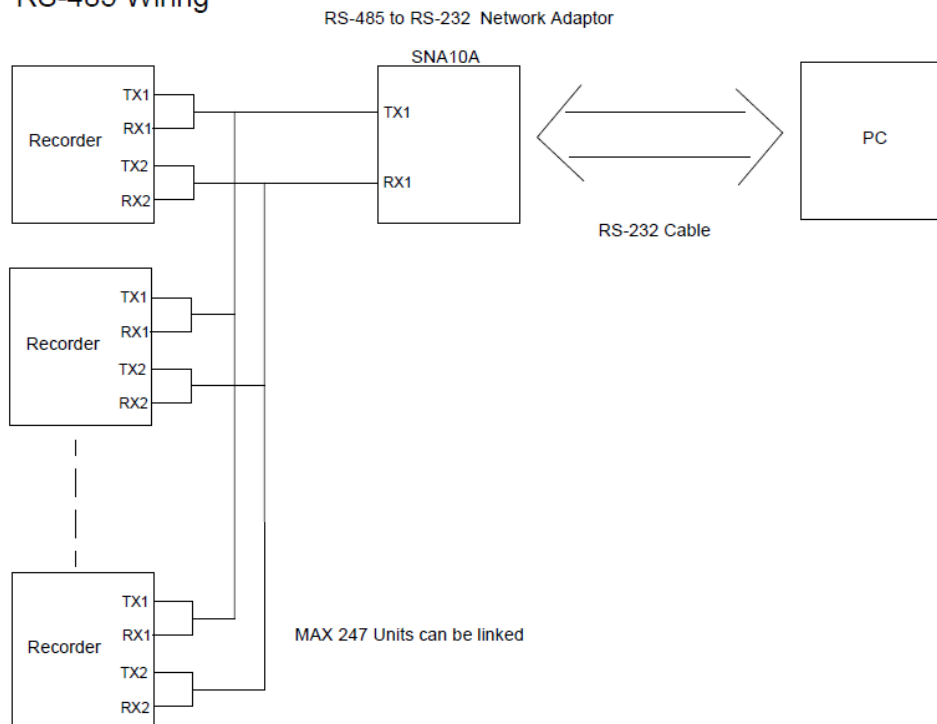 RS-485 Wiring
RS-485 to RS-232 Network Adaptor
SNA10A
TX1
RX1
TX2
RX2
Recorder
TX1
RX1
PC
RS-232 Cable
TX1
RX1
TX2
RX2
Recorder
TX1
RX1
TX2
RX2
Recorder
MAX 247 Units can be linked